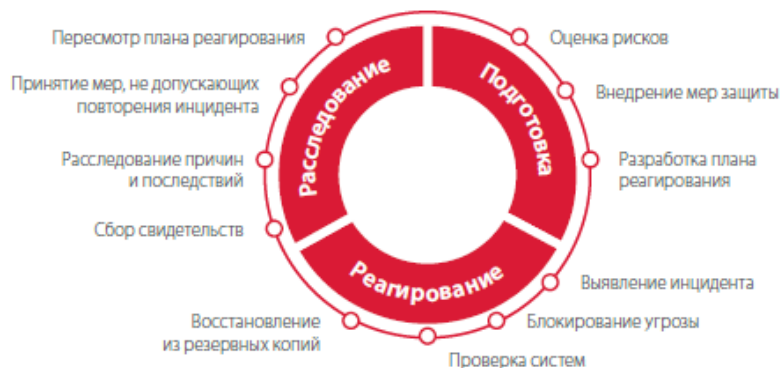 Пересмотр плана реагирования
Оценка рисков
Принятие мер, не допускающих
повторения инцидента
Внедрение мер защиты
Расследование причин
и последствий
Разработка плана
реагирования
Сбор свидетельств
Выявление инцидента
Восстановление
из резервных копий
Блокирование угрозы
Проверка систем
Расследование
Подготовка
Реагирование